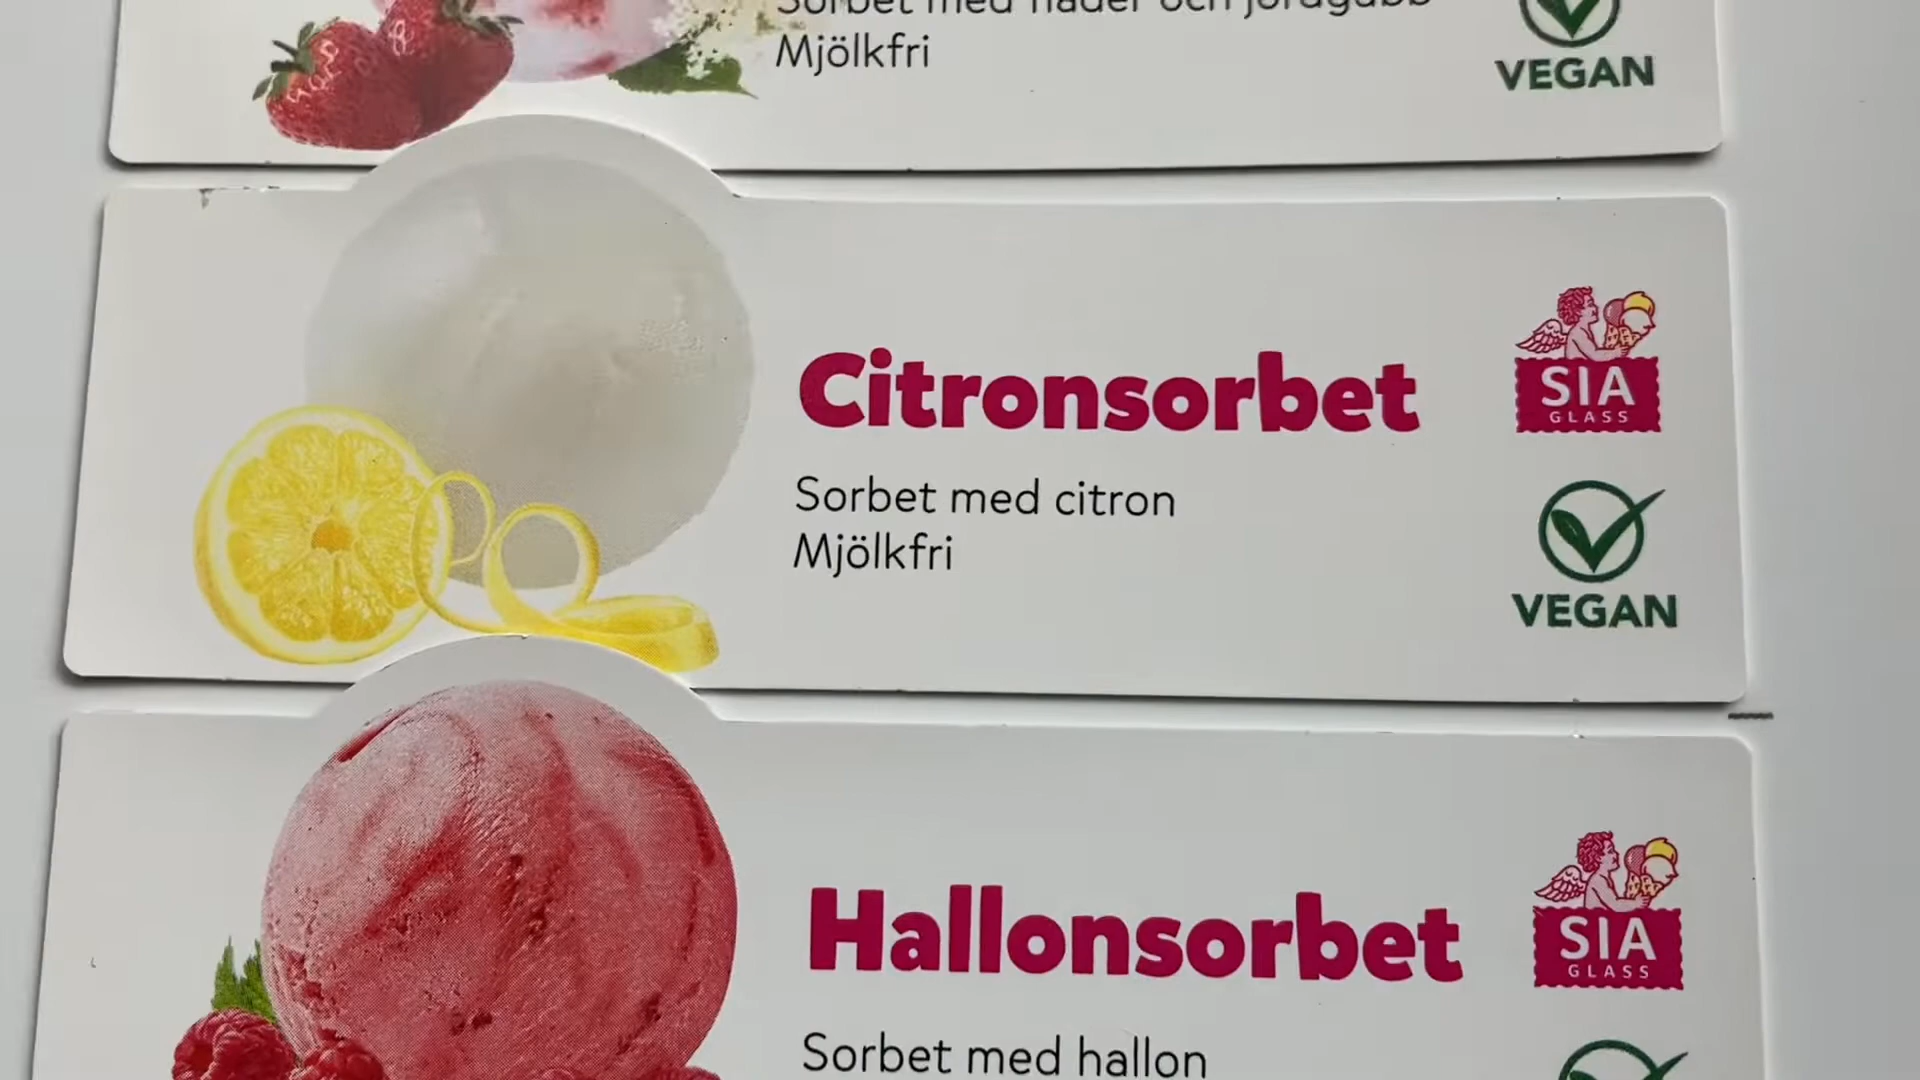 Sorbet med fläder och jordgubb
Mjölkfri
VEGAN
Citronsorbet
SIA
GLASS
Sorbet med citron
Mjölkfri
VEGAN
Hallonsorbet
SIA
GLASS
Sorbet med hallon